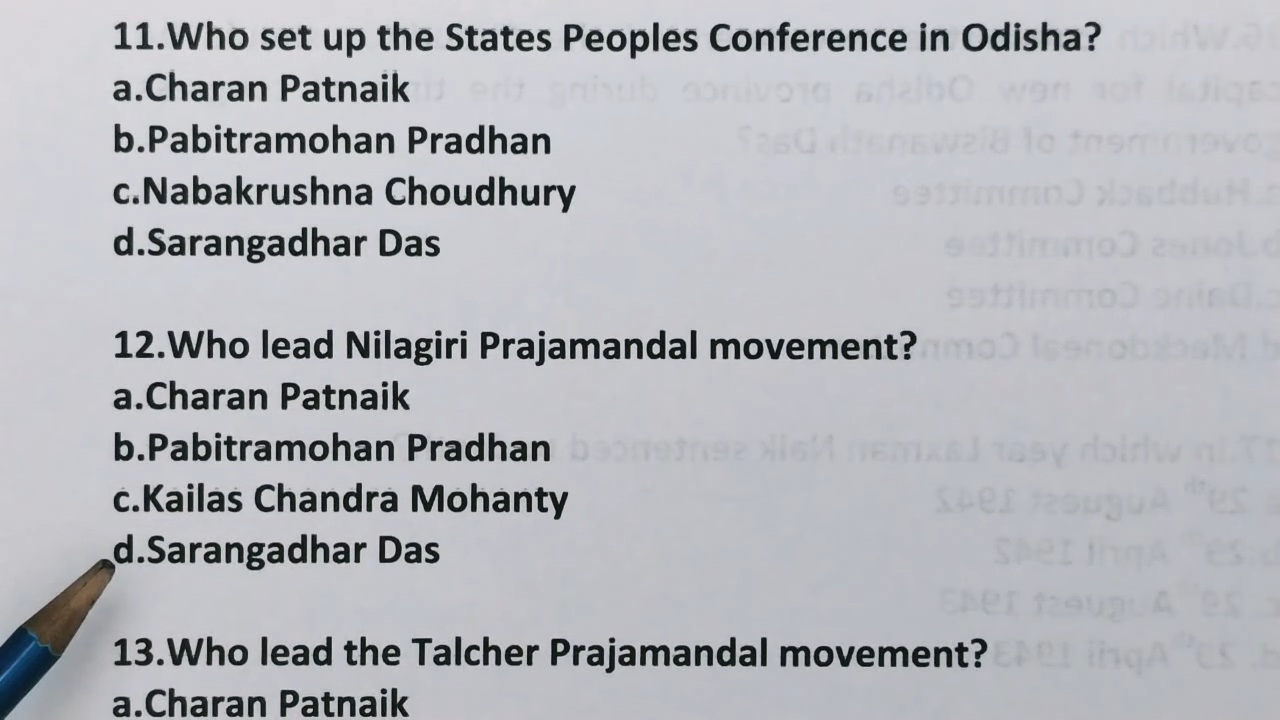 11.Who set up the States Peoples Conference in Odisha?
a.Charan Patnaik
b.Pabitramohan Pradhan
c.Nabakrushna Choudhury
d.Sarangadhar Das
12.Who lead Nilagiri Prajamandal movement?
a.Charan Patnaik
b.Pabitramohan Pradhan
c.Kailas Chandra Mohanty
d.Sarangadhar Das
13.Who lead the Talcher Prajamandal movement?
a.Charan Patnaik